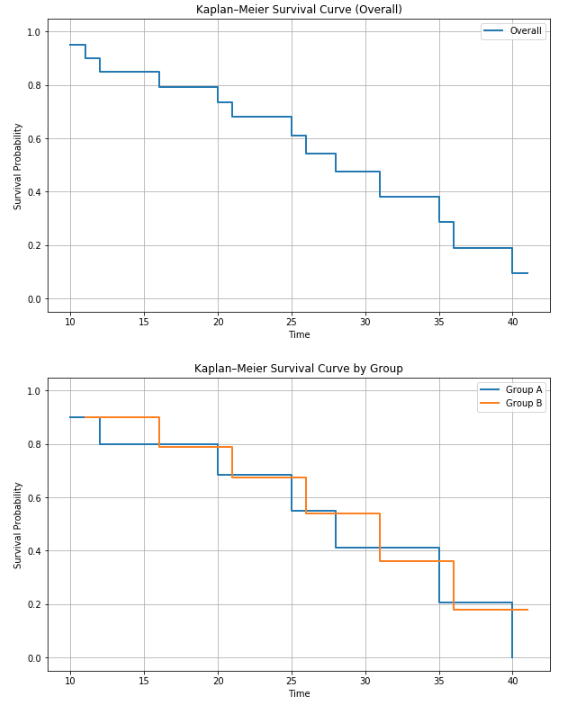 Kaplan–Meier Survival Curve (Overall)
1.0
Overall
0.8
0.6
0.4
0.2
0.0
Survival Probability
10 15 20 25 30 35 40
Time
Kaplan–Meier Survival Curve by Group
1.0
Group A
Group B
0.8
0.6
0.4
0.2
0.0
Survival Probability
10 15 20 25 30 35 40
Time